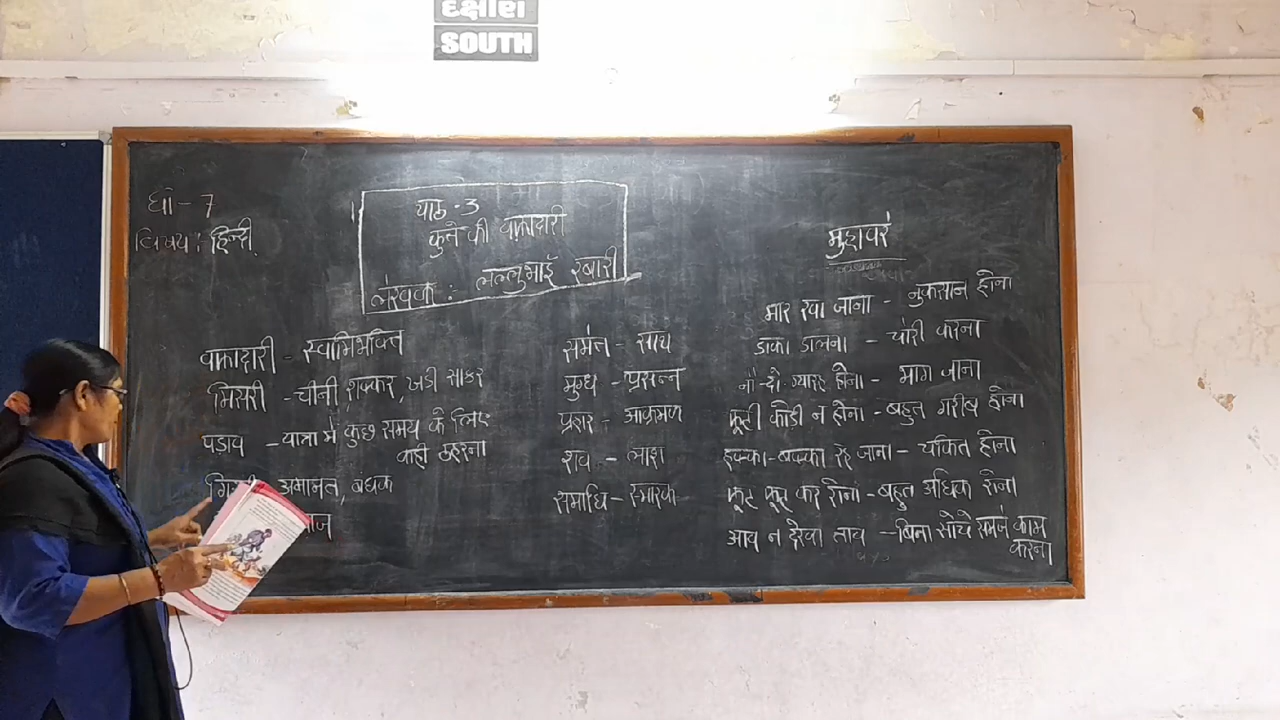 दक्षीण
SOUTH
धो - 7
विषय : हिन्दी
पाठ - 3
कुत्ते की वफ़ादारी
लेखक : लल्लुभाई रबारी
वफादारी - स्वामिभक्ति
मिसरी - चीनी, शक्कर, खडी साकर
पड़ाव - यात्रा में कुछ समय के लिए
कही ठहरना
अमानत, बंधक
समेत - साथ
मुग्ध - प्रसन्न
प्रहार - आक्रमण
शव - लाश
समाधि - स्मारक
मुहावरे
मार खा जाना - नुकसान होना
डाका डालना - चोरी करना
नौ-दो ग्यारह होना - भाग जाना
फूटी कोडी न होना - बहुत गरीब होना
हक्का-बक्का रह जाना - चकित होना
फूट फूट कर रोना - बहुत अधिक रोना
आव न देखा ताव - बिना सोचे समजे काम
करना